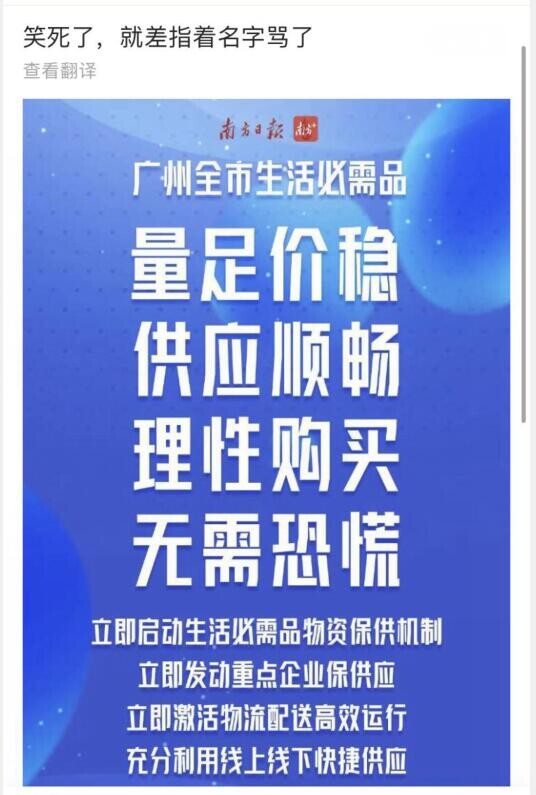 笑死了，就差指着名字骂了
查看翻译
南方日报 南方+
广州全市生活必需品
量足价稳
供应顺畅
理性购买
无需恐慌
立即启动生活必需品物资保供机制
立即发动重点企业保供应
立即激活物流配送高效运行
充分利用线上线下快捷供应